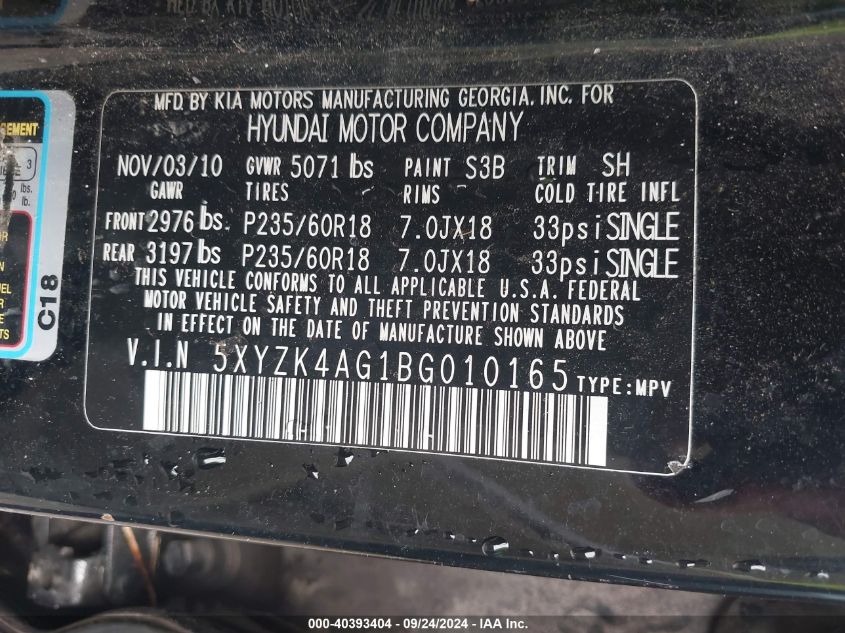 MFD. BY KIA MOTORS MANUFACTURING GEORGIA, INC. FOR
HYUNDAI MOTOR COMPANY
NOV/03/10 GVWR 5071 lbs PAINT S3B TRIM SH
GAWR TIRES RIMS COLD TIRE INFL
FRONT 2976 lbs. P235/60R18 7.0JX18 33psi SINGLE
REAR 3197 lbs P235/60R18 7.0JX18 33psi SINGLE
THIS VEHICLE CONFORMS TO ALL APPLICABLE U.S.A. FEDERAL
MOTOR VEHICLE SAFETY AND THEFT PREVENTION STANDARDS
IN EFFECT ON THE DATE OF MANUFACTURE SHOWN ABOVE
V.I.N 5XYZK4AG1BG010165 TYPE:MPV
3
lbs.
lb.
C18
000-40393404 - 09/24/2024 - IAA, Inc.